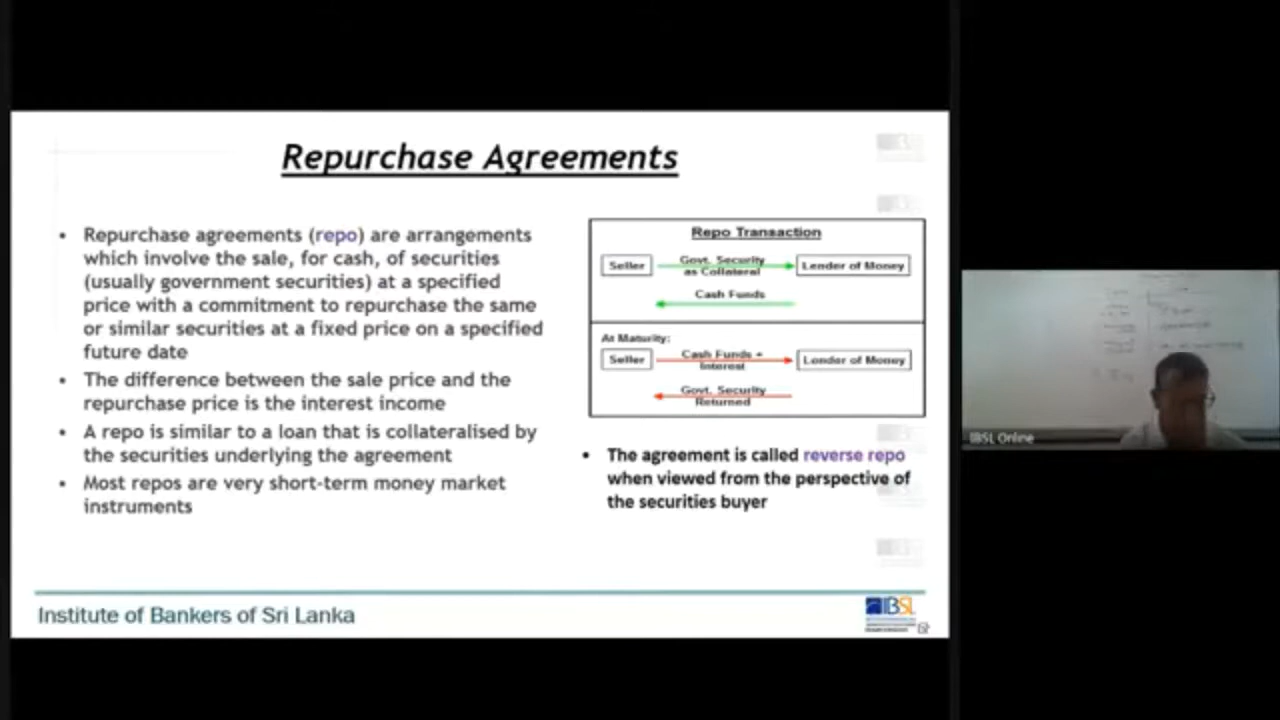 Repurchase Agreements
• Repurchase agreements (repo) are arrangements
which involve the sale, for cash, of securities
(usually government securities) at a specified
price with a commitment to repurchase the same
or similar securities at a fixed price on a specified
future date
• The difference between the sale price and the
repurchase price is the interest income
• A repo is similar to a loan that is collateralised by
the securities underlying the agreement
• Most repos are very short-term money market
instruments
Repo Transaction
Seller
Govt. Security
as Collateral
Lender of Money
Cash Funds
At Maturity:
Seller
Cash Funds +
Interest
Lender of Money
Govt. Security
Returned
• The agreement is called reverse repo
when viewed from the perspective of
the securities buyer
Institute of Bankers of Sri Lanka
IBSL
IBSL Online